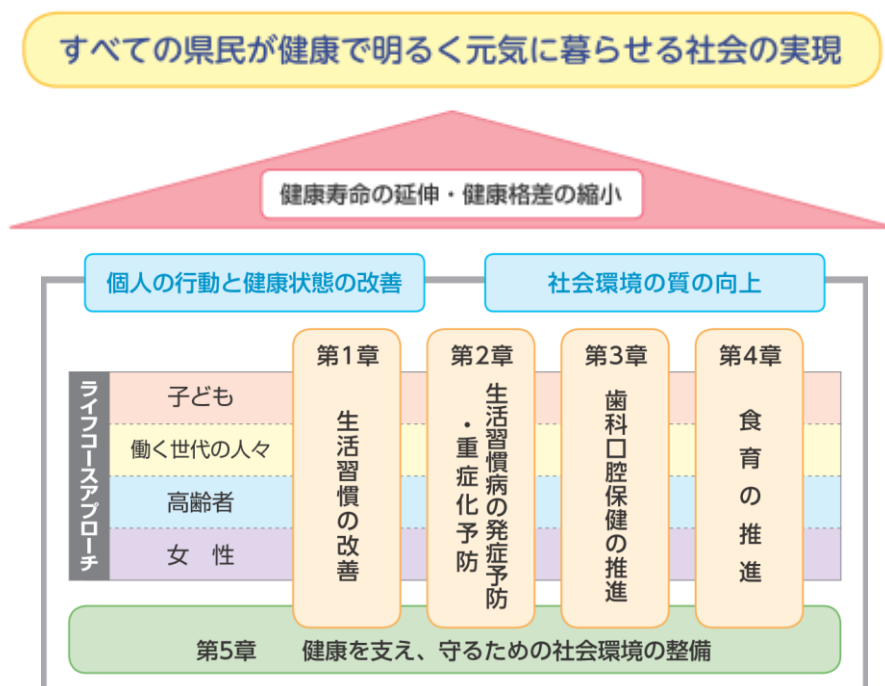 すべての県民が健康で明るく元気に暮らせる社会の実現
健康寿命の延伸・健康格差の縮小
個人の行動と健康状態の改善
社会環境の質の向上
ライフコースアプローチ
子ども
働く世代の人々
高齢者
女 性
第1章
生活習慣の改善
第2章
生活習慣病の発症予防
・重症化予防
第3章
歯科口腔保健の推進
第4章
食育の推進
第5章 健康を支え、守るための社会環境の整備